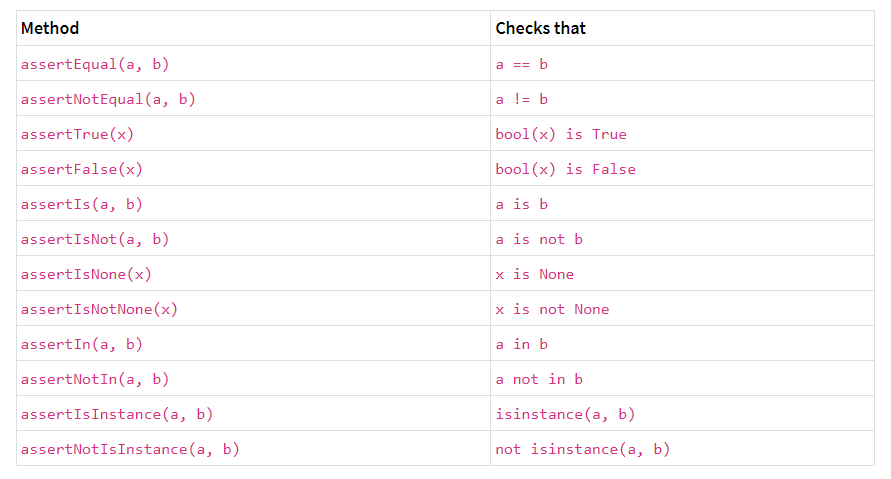 Method Checks that
assertEqual(a, b) a == b
assertNotEqual(a, b) a != b
assertTrue(x) bool(x) is True
assertFalse(x) bool(x) is False
assertIs(a, b) a is b
assertIsNot(a, b) a is not b
assertIsNone(x) x is None
assertIsNotNone(x) x is not None
assertIn(a, b) a in b
assertNotIn(a, b) a not in b
assertIsInstance(a, b) isinstance(a, b)
assertNotIsInstance(a, b) not isinstance(a, b)